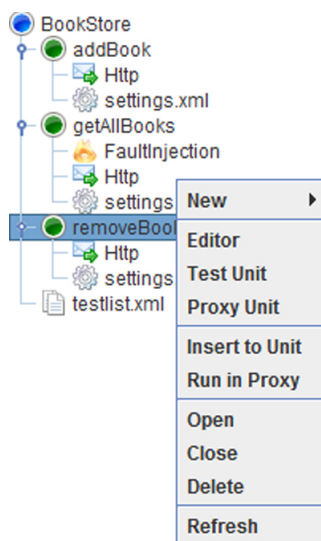 BookStore
addBook
Http
settings.xml
getAllBooks
FaultInjection
Http
settings
removeBool
Http
settings
testlist.xml
New
Editor
Test Unit
Proxy Unit
Insert to Unit
Run in Proxy
Open
Close
Delete
Refresh